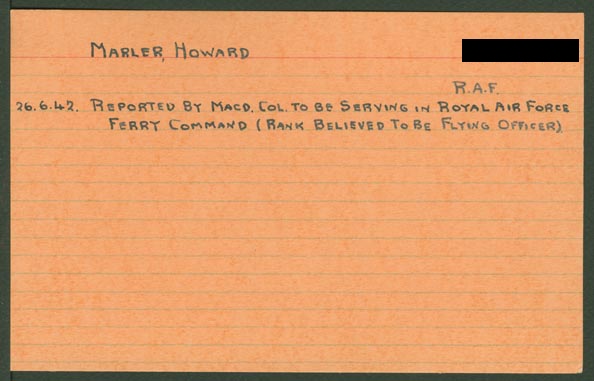 MARLER, HOWARD
R.A.F.
26.6.42. REPORTED BY MACD. COL. TO BE SERVING IN ROYAL AIR FORCE
FERRY COMMAND (RANK BELIEVED TO BE FLYING OFFICER)